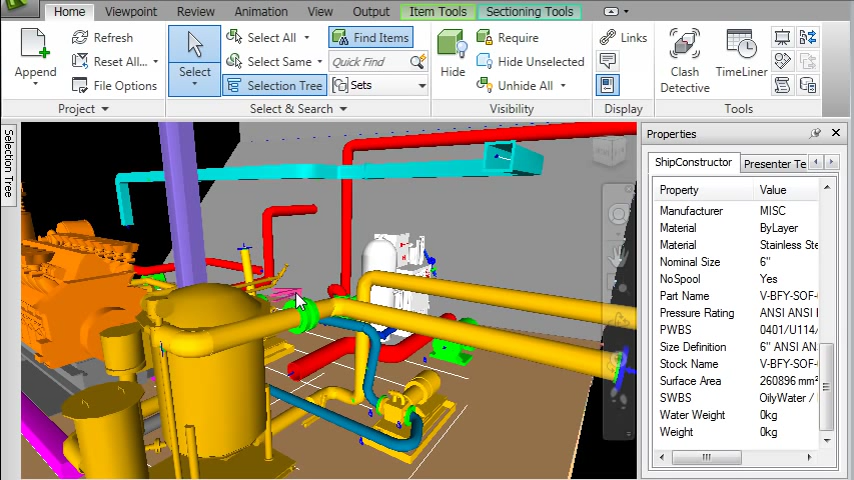 Home Viewpoint Review Animation View Output Item Tools Sectioning Tools
Append
Refresh
Reset All...
File Options
Project
Select
Select All
Select Same
Selection Tree
Find Items
Quick Find
Sets
Select & Search
Hide
Require
Hide Unselected
Unhide All
Visibility
Links
Display
Clash
Detective
TimeLiner
Tools
Selection Tree
Properties
ShipConstructor Presenter Te
Property Value
Manufacturer MISC
Material ByLayer
Material Stainless Ste
Nominal Size 6"
NoSpool Yes
Part Name V-BFY-SOF-
Pressure Rating ANSI ANSI
PWBS 0401/U114/
Size Definition 6" ANSI AN
Stock Name V-BFY-SOF-
Surface Area 260896 mm²
SWBS OilyWater /
Water Weight 0kg
Weight 0kg